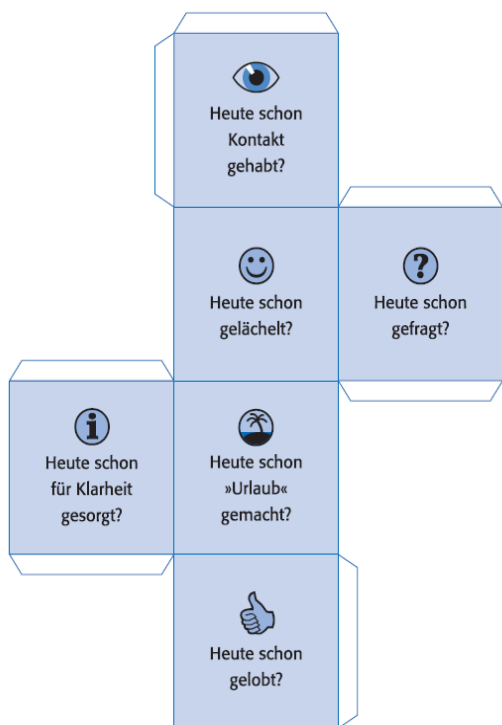 Heute schon
Kontakt
gehabt?
Heute schon
gelächelt?
?
Heute schon
gefragt?
i
Heute schon
für Klarheit
gesorgt?
Heute schon
»Urlaub«
gemacht?
Heute schon
gelobt?